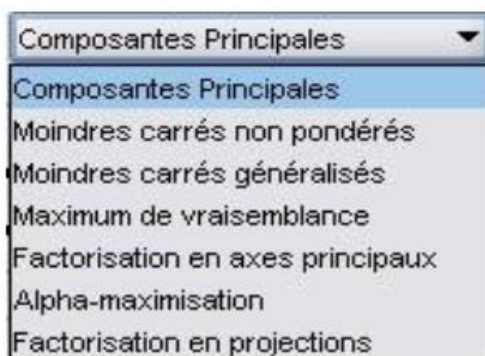 Composantes Principales
Composantes Principales
Moindres carrés non pondérés
Moindres carrés généralisés
Maximum de vraisemblance
Factorisation en axes principaux
Alpha-maximisation
Factorisation en projections